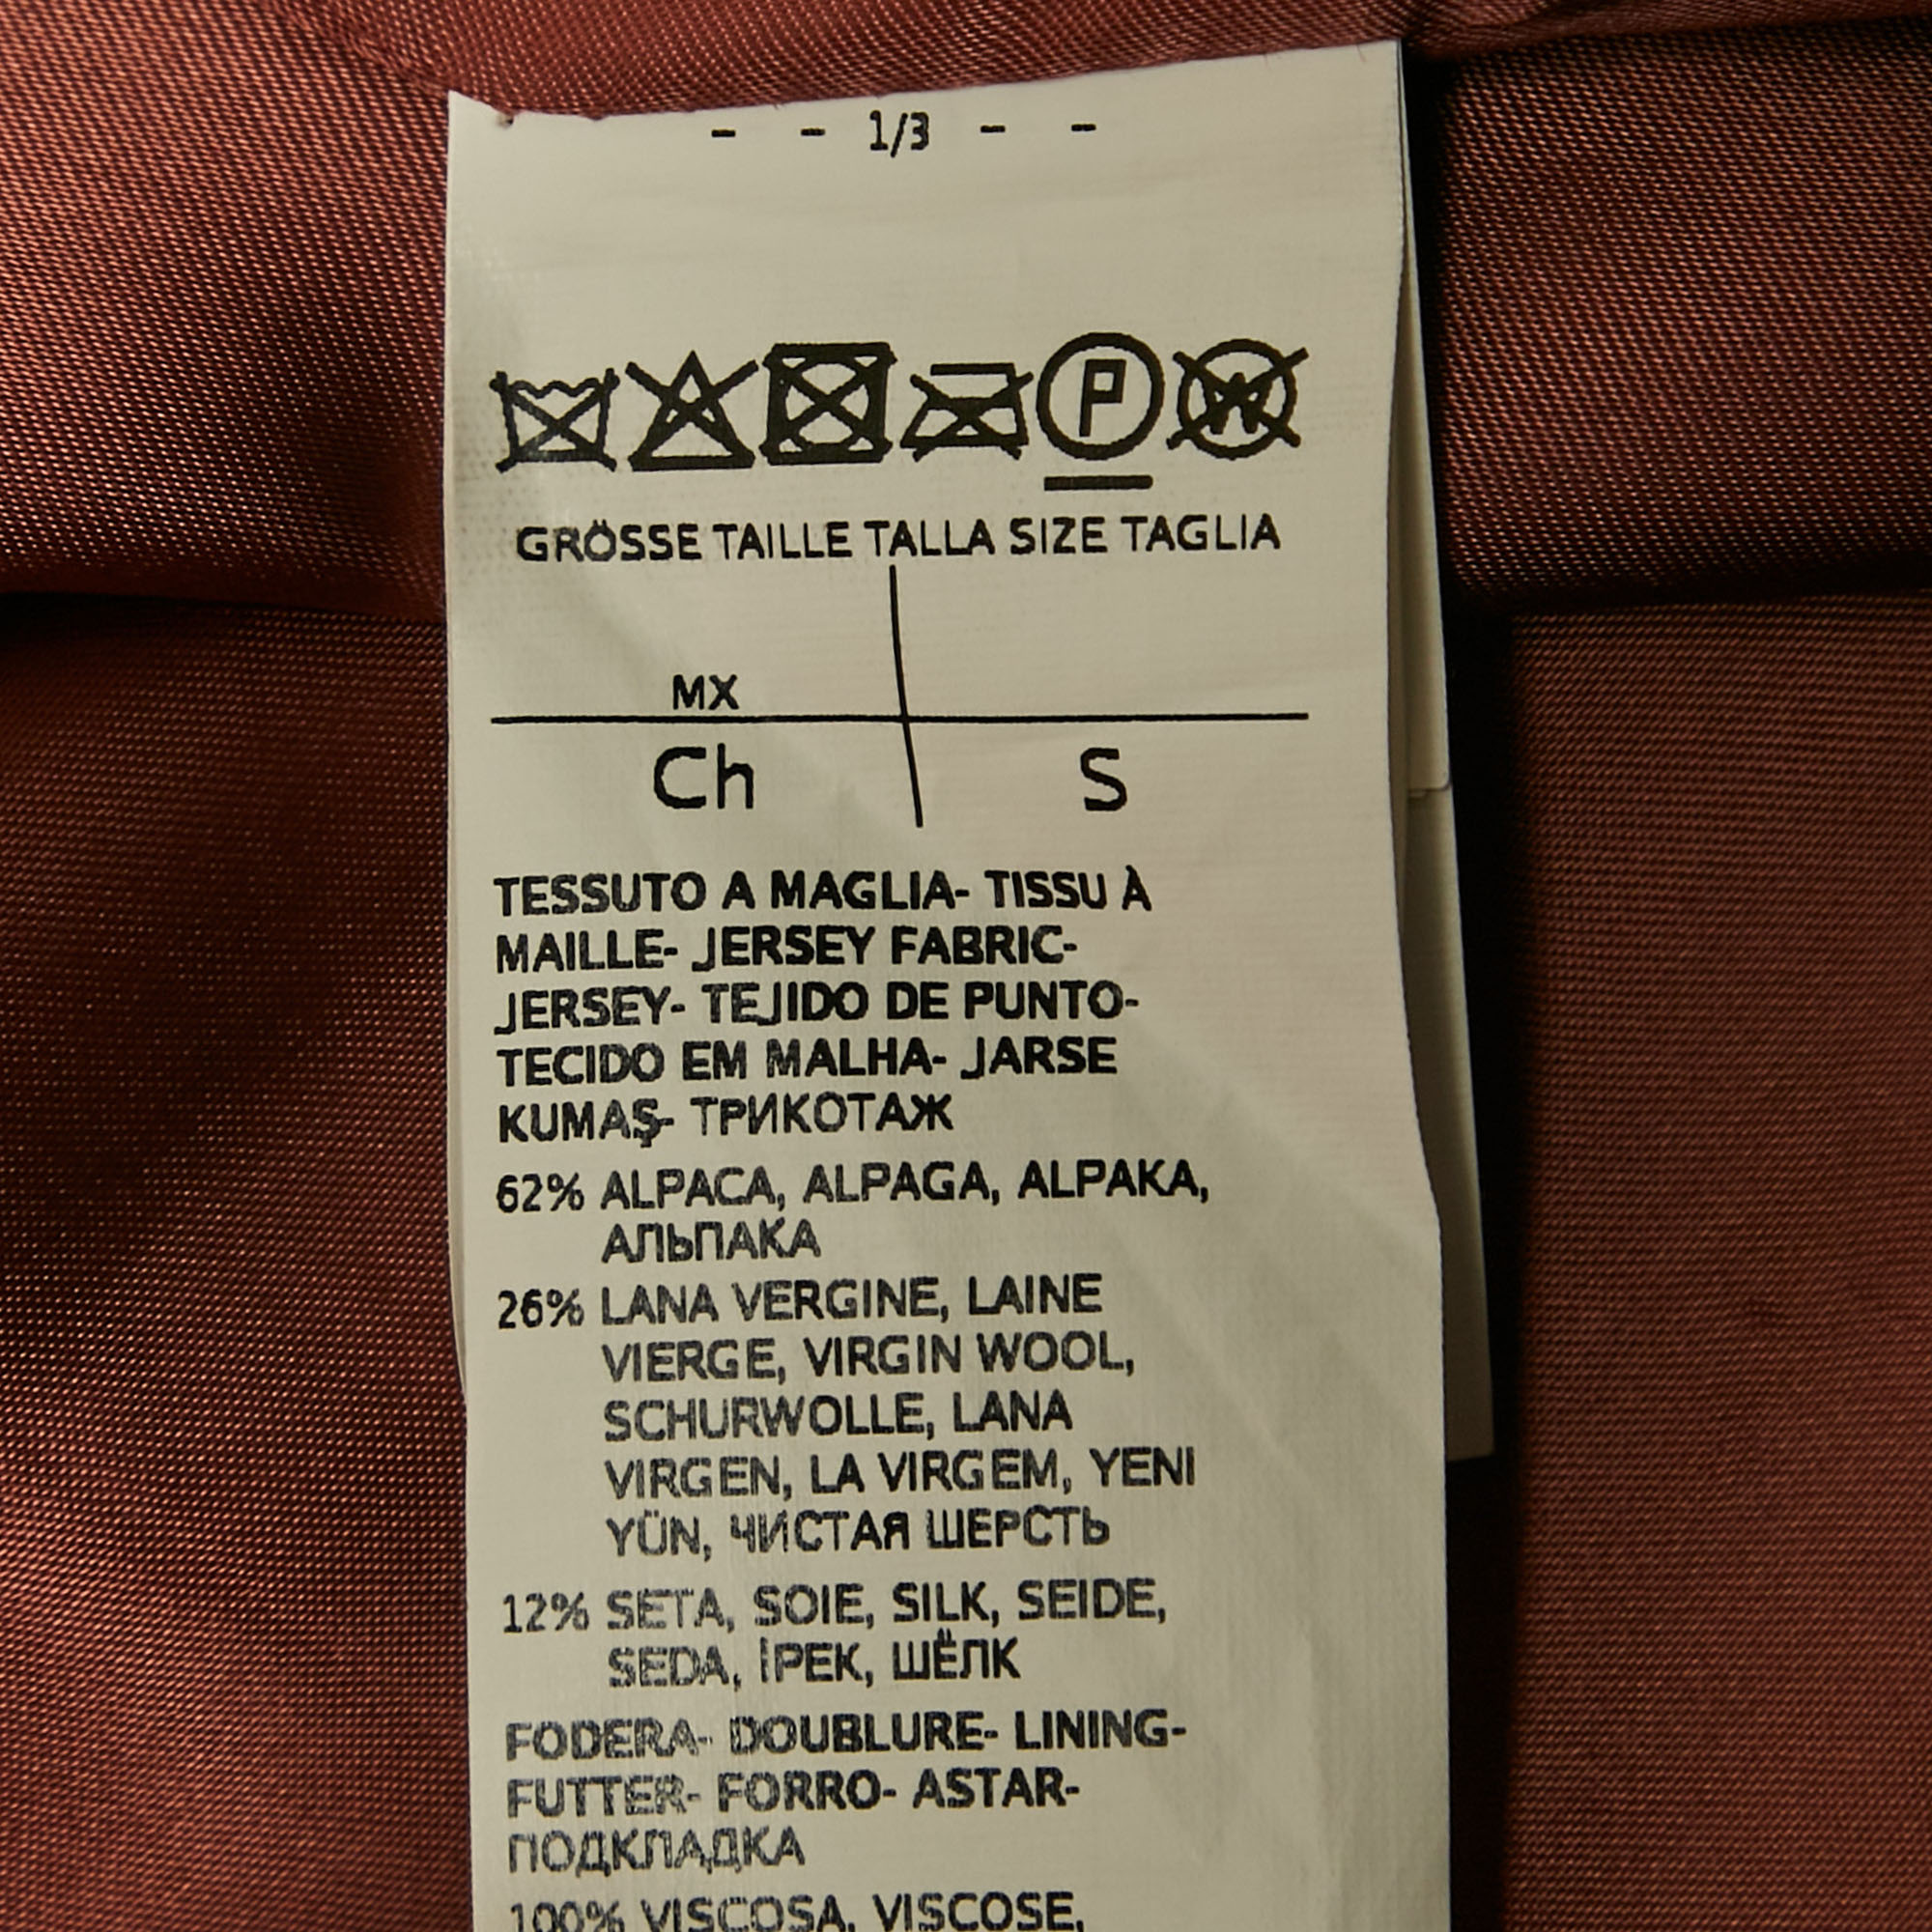 - - 1/3 - -
P W
GRÖSSE TAILLE TALLA SIZE TAGLIA
MX
Ch S
TESSUTO A MAGLIA- TISSU À
MAILLE- JERSEY FABRIC-
JERSEY- TEJIDO DE PUNTO-
TECIDO EM MALHA- JARSE
KUMAŞ- ТРИКОТАЖ
62% ALPACA, ALPAGA, ALPAKA,
АЛЬПАКА
26% LANA VERGINE, LAINE
VIERGE, VIRGIN WOOL,
SCHURWOLLE, LANA
VIRGEN, LA VIRGEM, YENI
YÜN, ЧИСТАЯ ШЕРСТЬ
12% SETA, SOIE, SILK, SEIDE,
SEDA, İPEK, ШЁЛК
FODERA- DOUBLURE- LINING-
FUTTER- FORRO- ASTAR-
ПОДКЛАДКА
100% VISCOSA, VISCOSE,